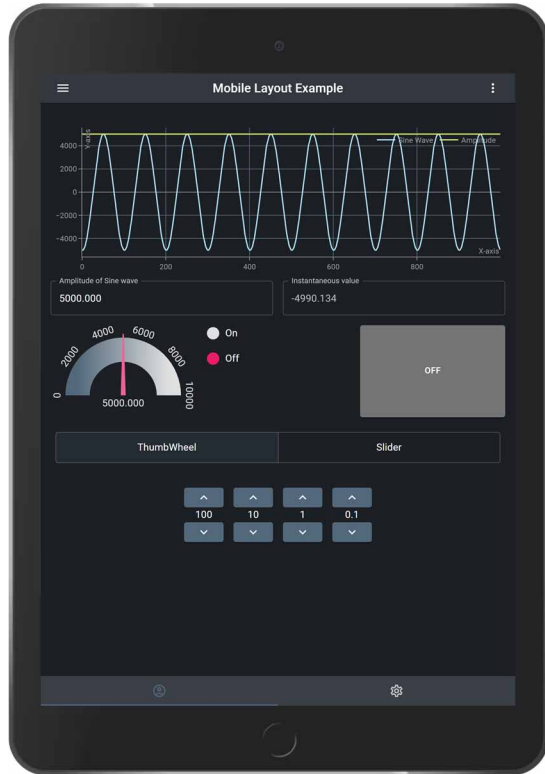 Mobile Layout Example
Y-axis
Sine Wave
Amplitude
4000
2000
0
−2000
−4000
0
200
400
600
800
X-axis
Amplitude of Sine wave
5000.000
Instantaneous value
-4990.134
0
2000
4000
6000
8000
10000
5000.000
On
Off
OFF
ThumbWheel
Slider
100
10
1
0.1